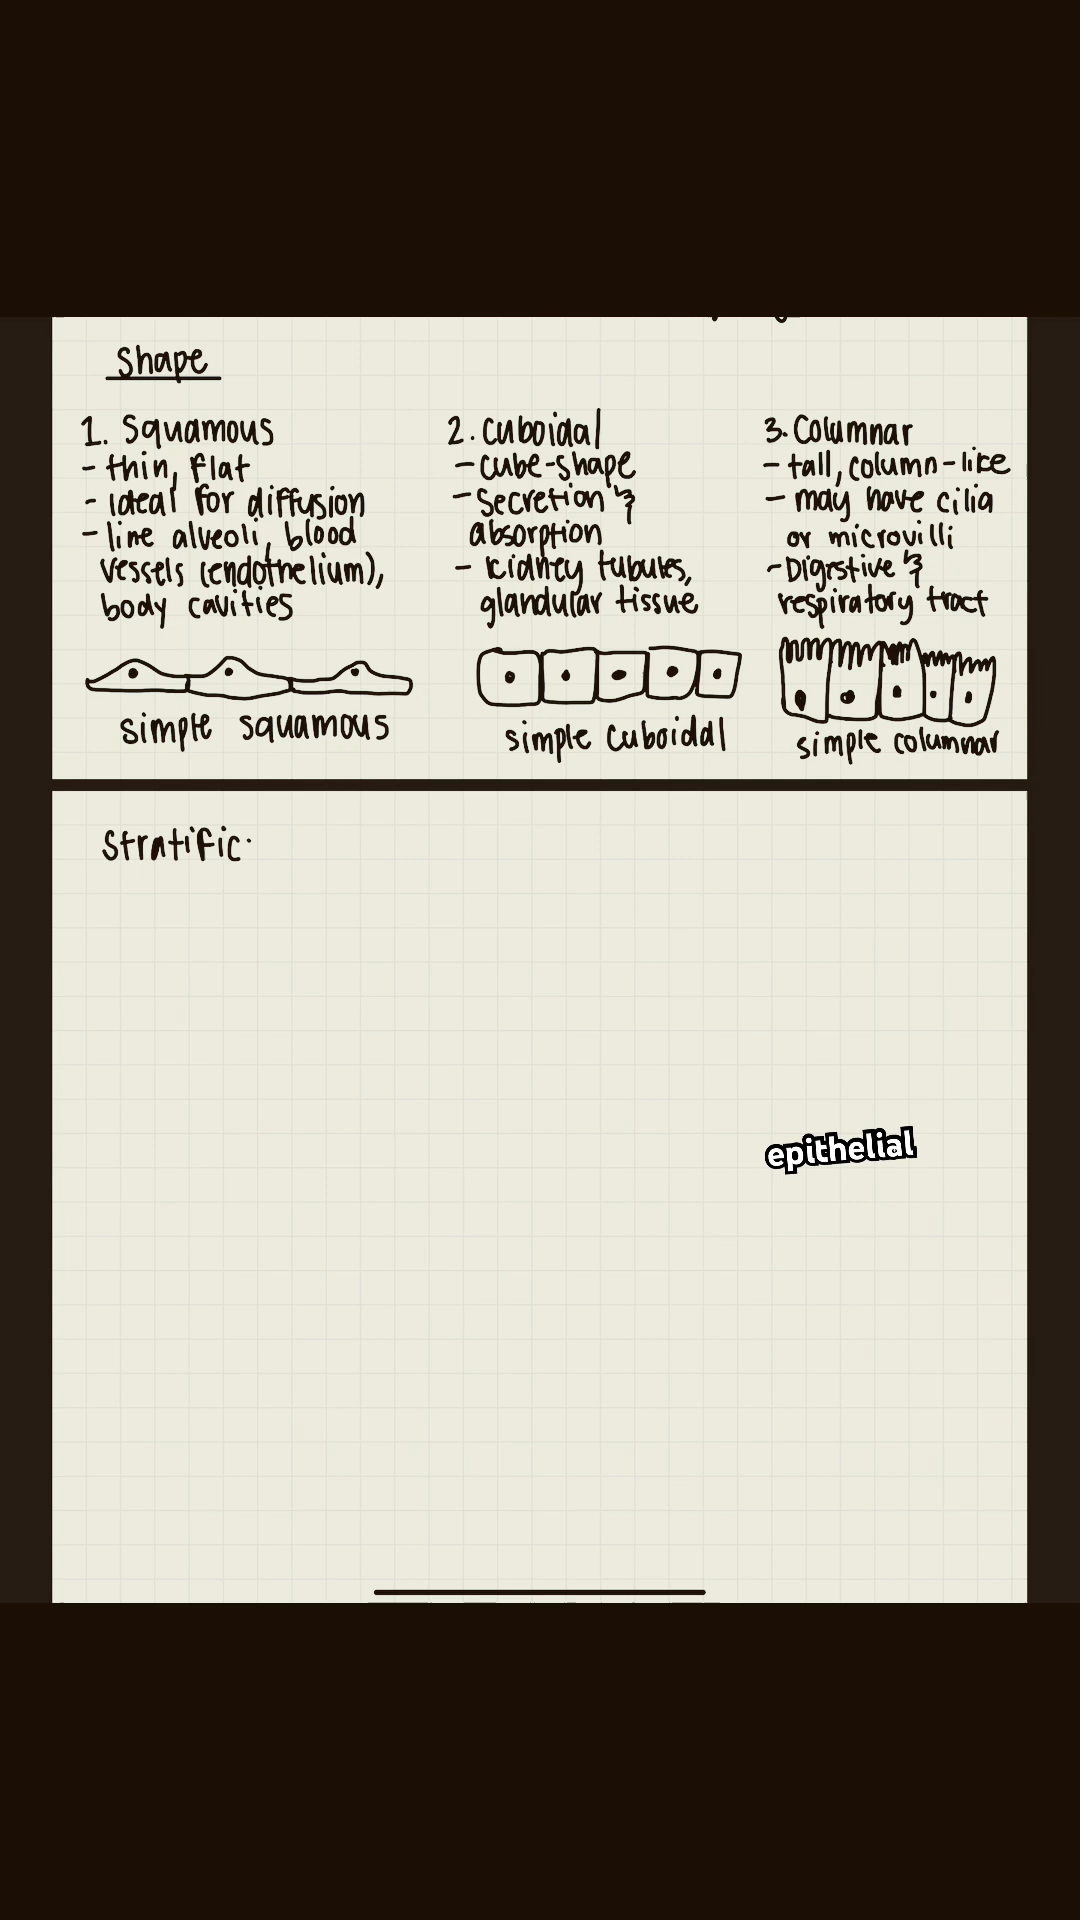 Shape
1. Squamous
- thin, flat
- ideal for diffusion
- line alveoli, blood
vessels (endothelium),
body cavities
simple squamous
2. Cuboidal
- cube-shape
- Secretion &
absorption
- kidney tubules,
glandular tissue
simple cuboidal
3. Columnar
- tall, column-like
- may have cilia
or microvilli
- Digestive &
respiratory tract
simple columnar
Stratific
epithelial